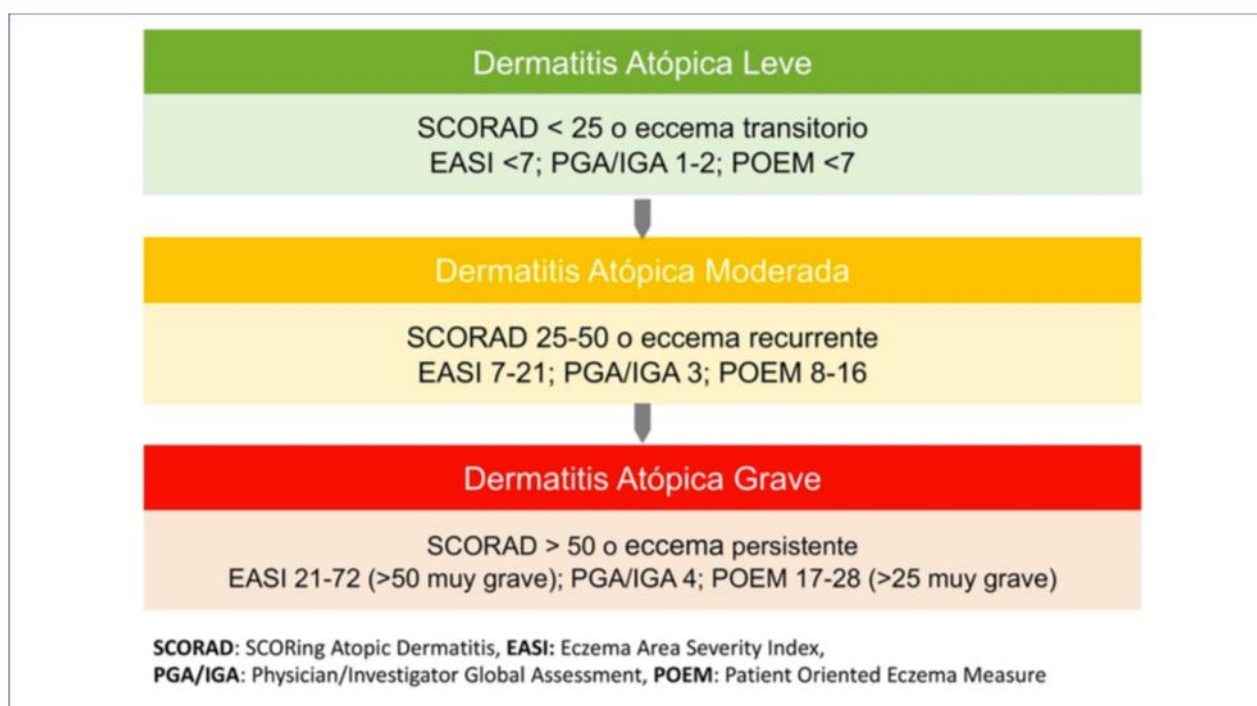 Dermatitis Atópica Leve
SCORAD < 25 o eccema transitorio
EASI <7; PGA/IGA 1-2; POEM <7
Dermatitis Atópica Moderada
SCORAD 25-50 o eccema recurrente
EASI 7-21; PGA/IGA 3; POEM 8-16
Dermatitis Atópica Grave
SCORAD > 50 o eccema persistente
EASI 21-72 (>50 muy grave); PGA/IGA 4; POEM 17-28 (>25 muy grave)
SCORAD: SCORing Atopic Dermatitis, EASI: Eczema Area Severity Index,
PGA/IGA: Physician/Investigator Global Assessment, POEM: Patient Oriented Eczema Measure